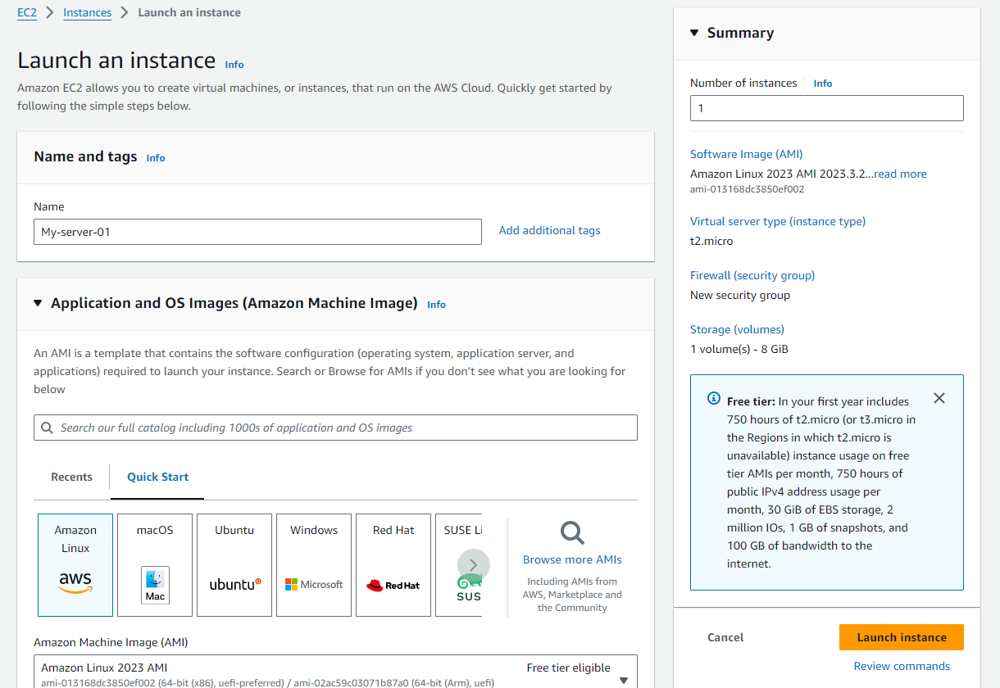 EC2 > Instances > Launch an instance
Launch an instance Info
Amazon EC2 allows you to create virtual machines, or instances, that run on the AWS Cloud. Quickly get started by
following the simple steps below.
Name and tags Info
Name
My-server-01
Add additional tags
Application and OS Images (Amazon Machine Image) Info
An AMI is a template that contains the software configuration (operating system, application server, and
applications) required to launch your instance. Search or Browse for AMIs if you don't see what you are looking for
below
Search our full catalog including 1000s of application and OS images
Recents
Quick Start
Amazon
Linux
aws
macOS
Mac
Ubuntu
ubuntu
Windows
Microsoft
Red Hat
Red Hat
SUSE Li
SUS
Browse more AMIs
Including AMIs from
AWS, Marketplace and
the Community
Amazon Machine Image (AMI)
Amazon Linux 2023 AMI
Free tier eligible
ami-013168dc3850ef002 (64-bit (x86), uefi-preferred) / ami-02ac59c03071b87a0 (64-bit (Arm), uefi)
Summary
Number of instances Info
1
Software Image (AMI)
Amazon Linux 2023 AMI 2023.3.2...read more
ami-013168dc3850ef002
Virtual server type (instance type)
t2.micro
Firewall (security group)
New security group
Storage (volumes)
1 volume(s) - 8 GiB
Free tier: In your first year includes
750 hours of t2.micro (or t3.micro in
the Regions in which t2.micro is
unavailable) instance usage on free
tier AMIs per month, 750 hours of
public IPv4 address usage per
month, 30 GiB of EBS storage, 2
million IOs, 1 GB of snapshots, and
100 GB of bandwidth to the
internet.
Cancel
Launch instance
Review commands